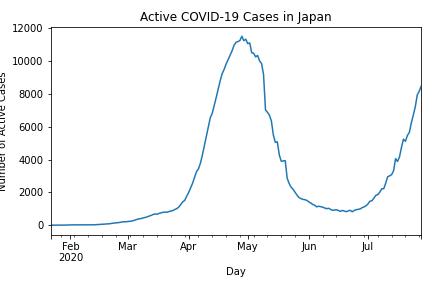 Active COVID-19 Cases in Japan
Number of Active Cases
12000
10000
8000
6000
4000
2000
0
Feb Mar Apr May Jun Jul
2020
Day